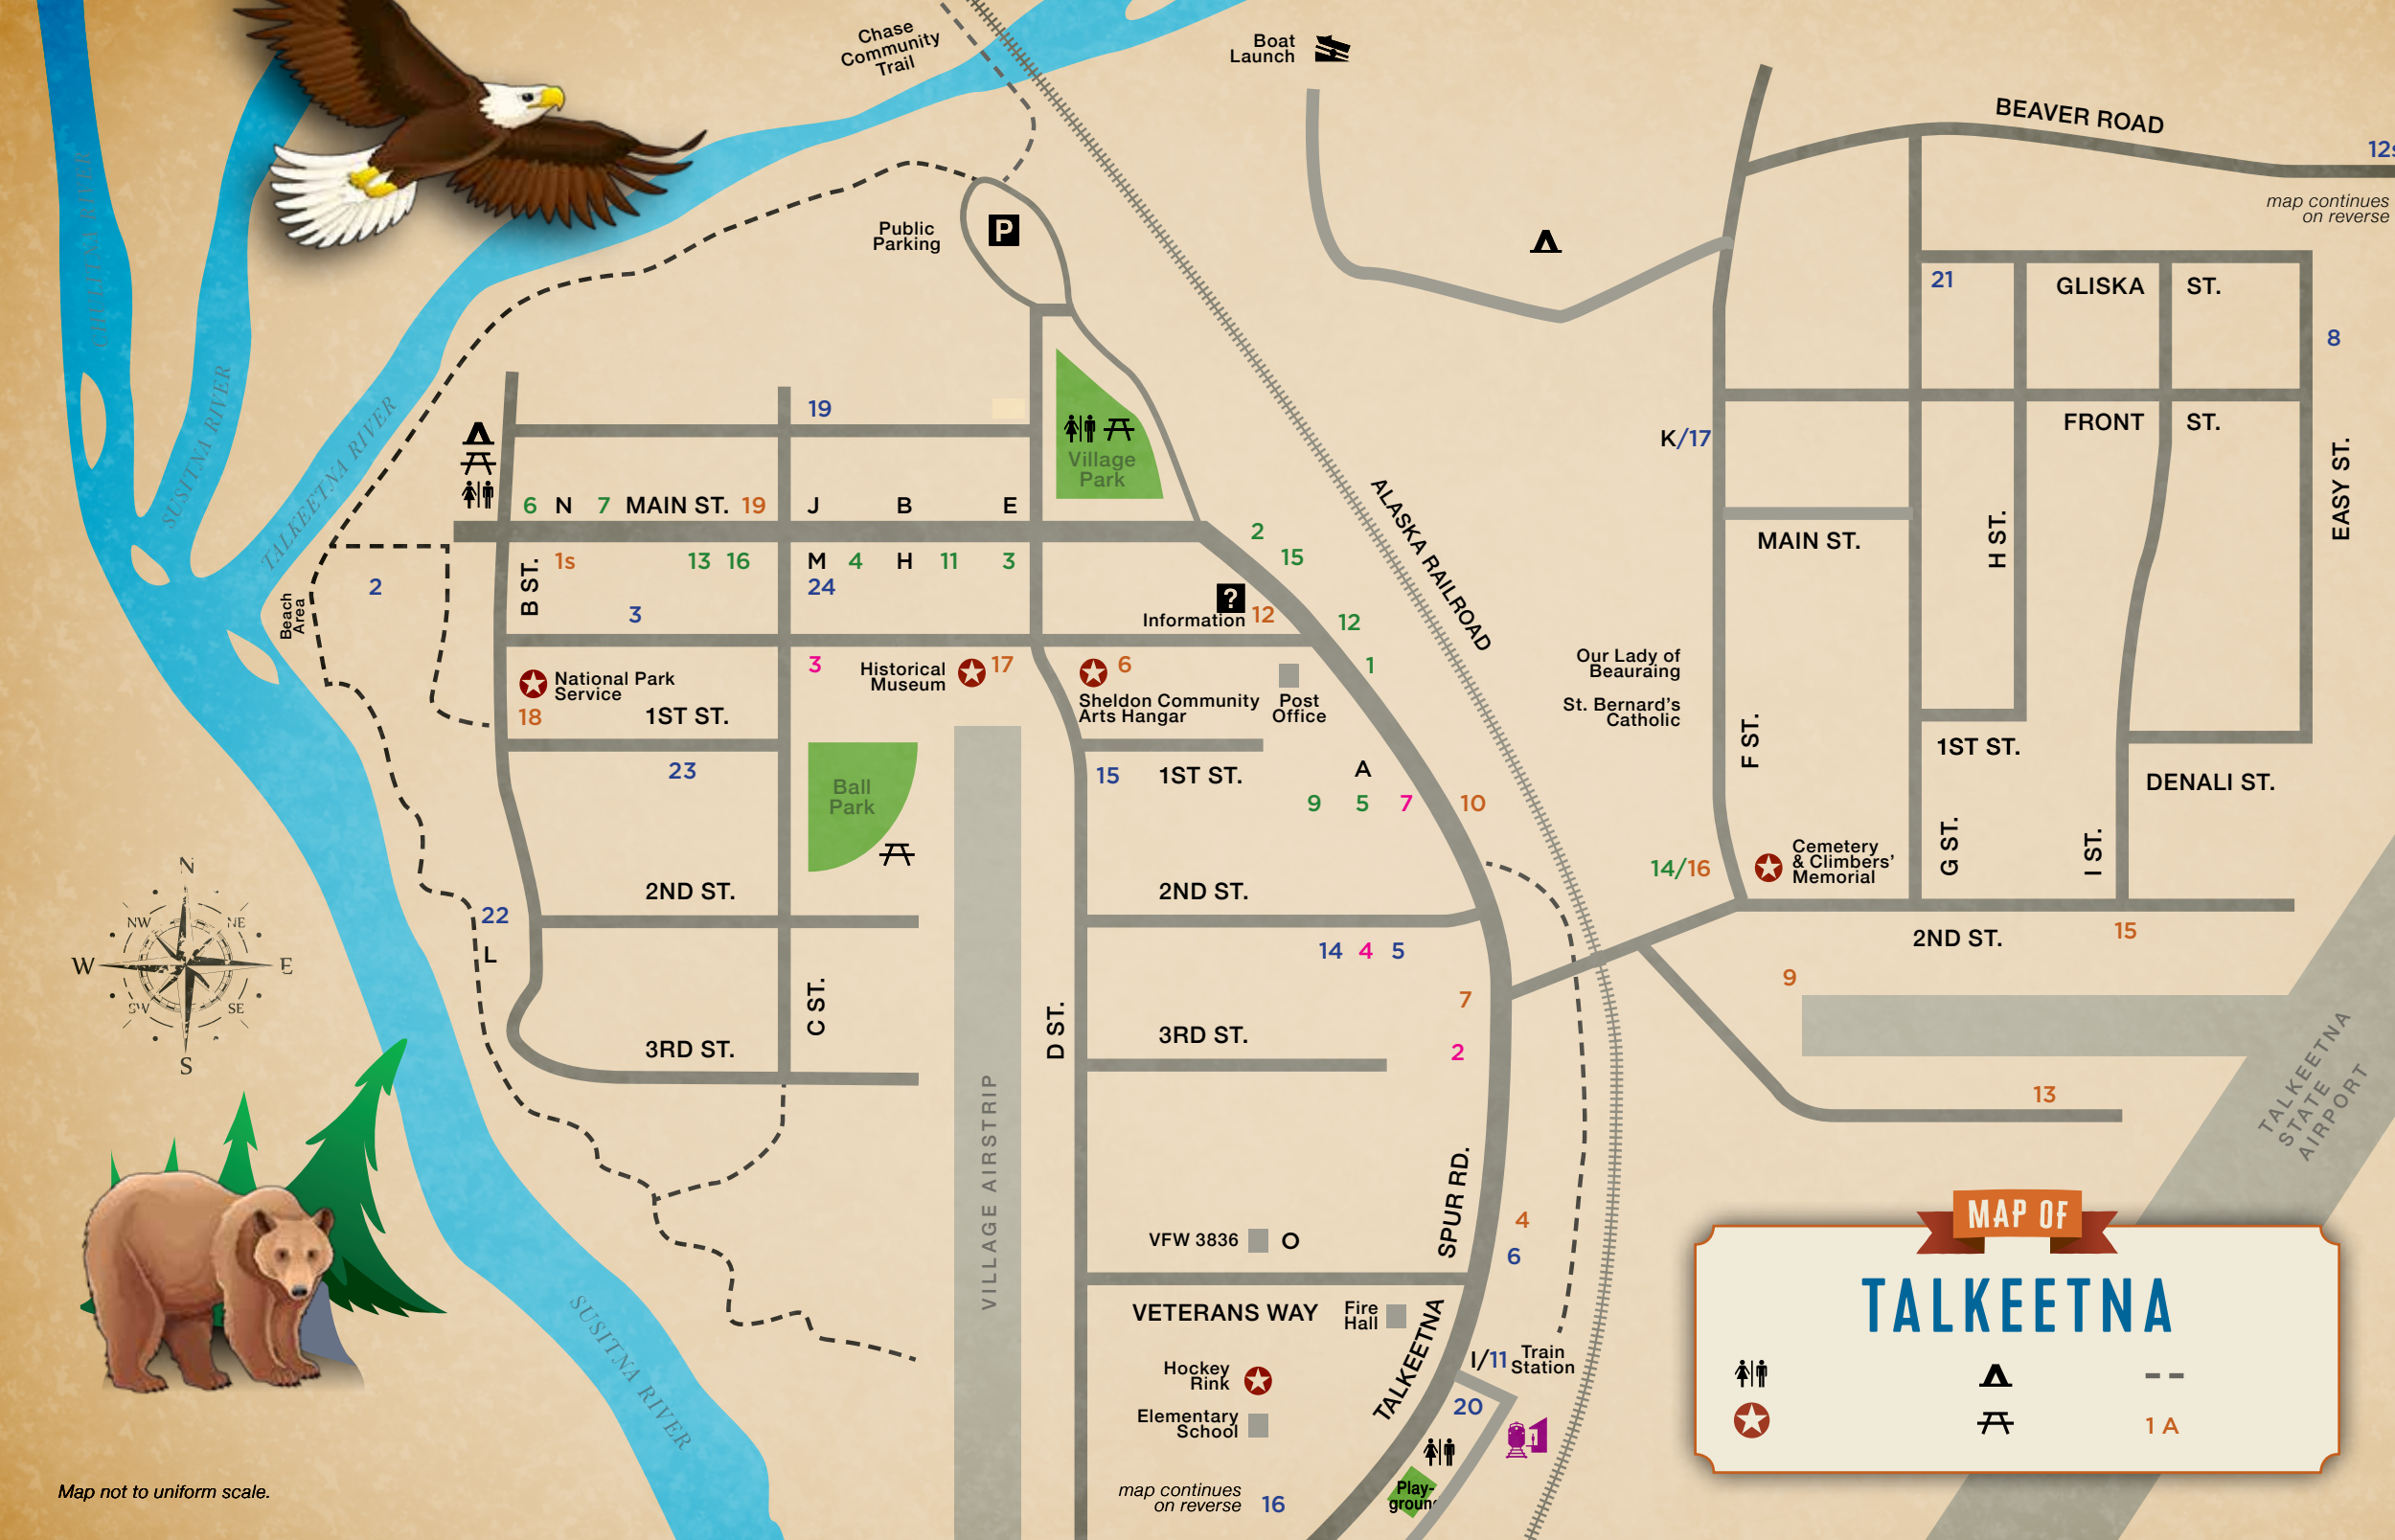 Chase
Community
Trail
Boat
Launch
BEAVER ROAD
12s
map continues
on reverse
CHULITNA RIVER
Public
Parking
P
21
GLISKA ST.
8
SUSITNA RIVER
TALKEETNA RIVER
19
K/17
FRONT ST.
EASY ST.
Village
Park
ALASKA RAILROAD
6 N 7 MAIN ST. 19 J B E
2
15
MAIN ST.
H ST.
B ST.
1s 13 16 M 4 H 11 3
24
2
Beach
Area
3
?
Information 12
12
1
National Park
Service
18
1ST ST.
3
Historical
Museum
17
6
Sheldon Community
Arts Hangar
Post
Office
Our Lady of
Beauraing
St. Bernard's
Catholic
F ST.
1ST ST.
DENALI ST.
23
Ball
Park
15
1ST ST.
A
9 5 7
10
14/16
Cemetery
& Climbers'
Memorial
G ST.
I ST.
N
NW
NE
W
E
SW
SE
S
2ND ST.
22
L
2ND ST.
14 4 5
2ND ST.
15
9
7
C ST.
D ST.
3RD ST.
3RD ST.
2
13
TALKEETNA
STATE
AIRPORT
VILLAGE AIRSTRIP
SPUR RD.
4
6
VFW 3836
O
VETERANS WAY
Fire
Hall
TALKEETNA
I/11
Train
Station
Hockey
Rink
20
Elementary
School
SUSITNA RIVER
map continues
on reverse
16
Play-
groun
MAP OF
TALKEETNA
1 A
Map not to uniform scale.